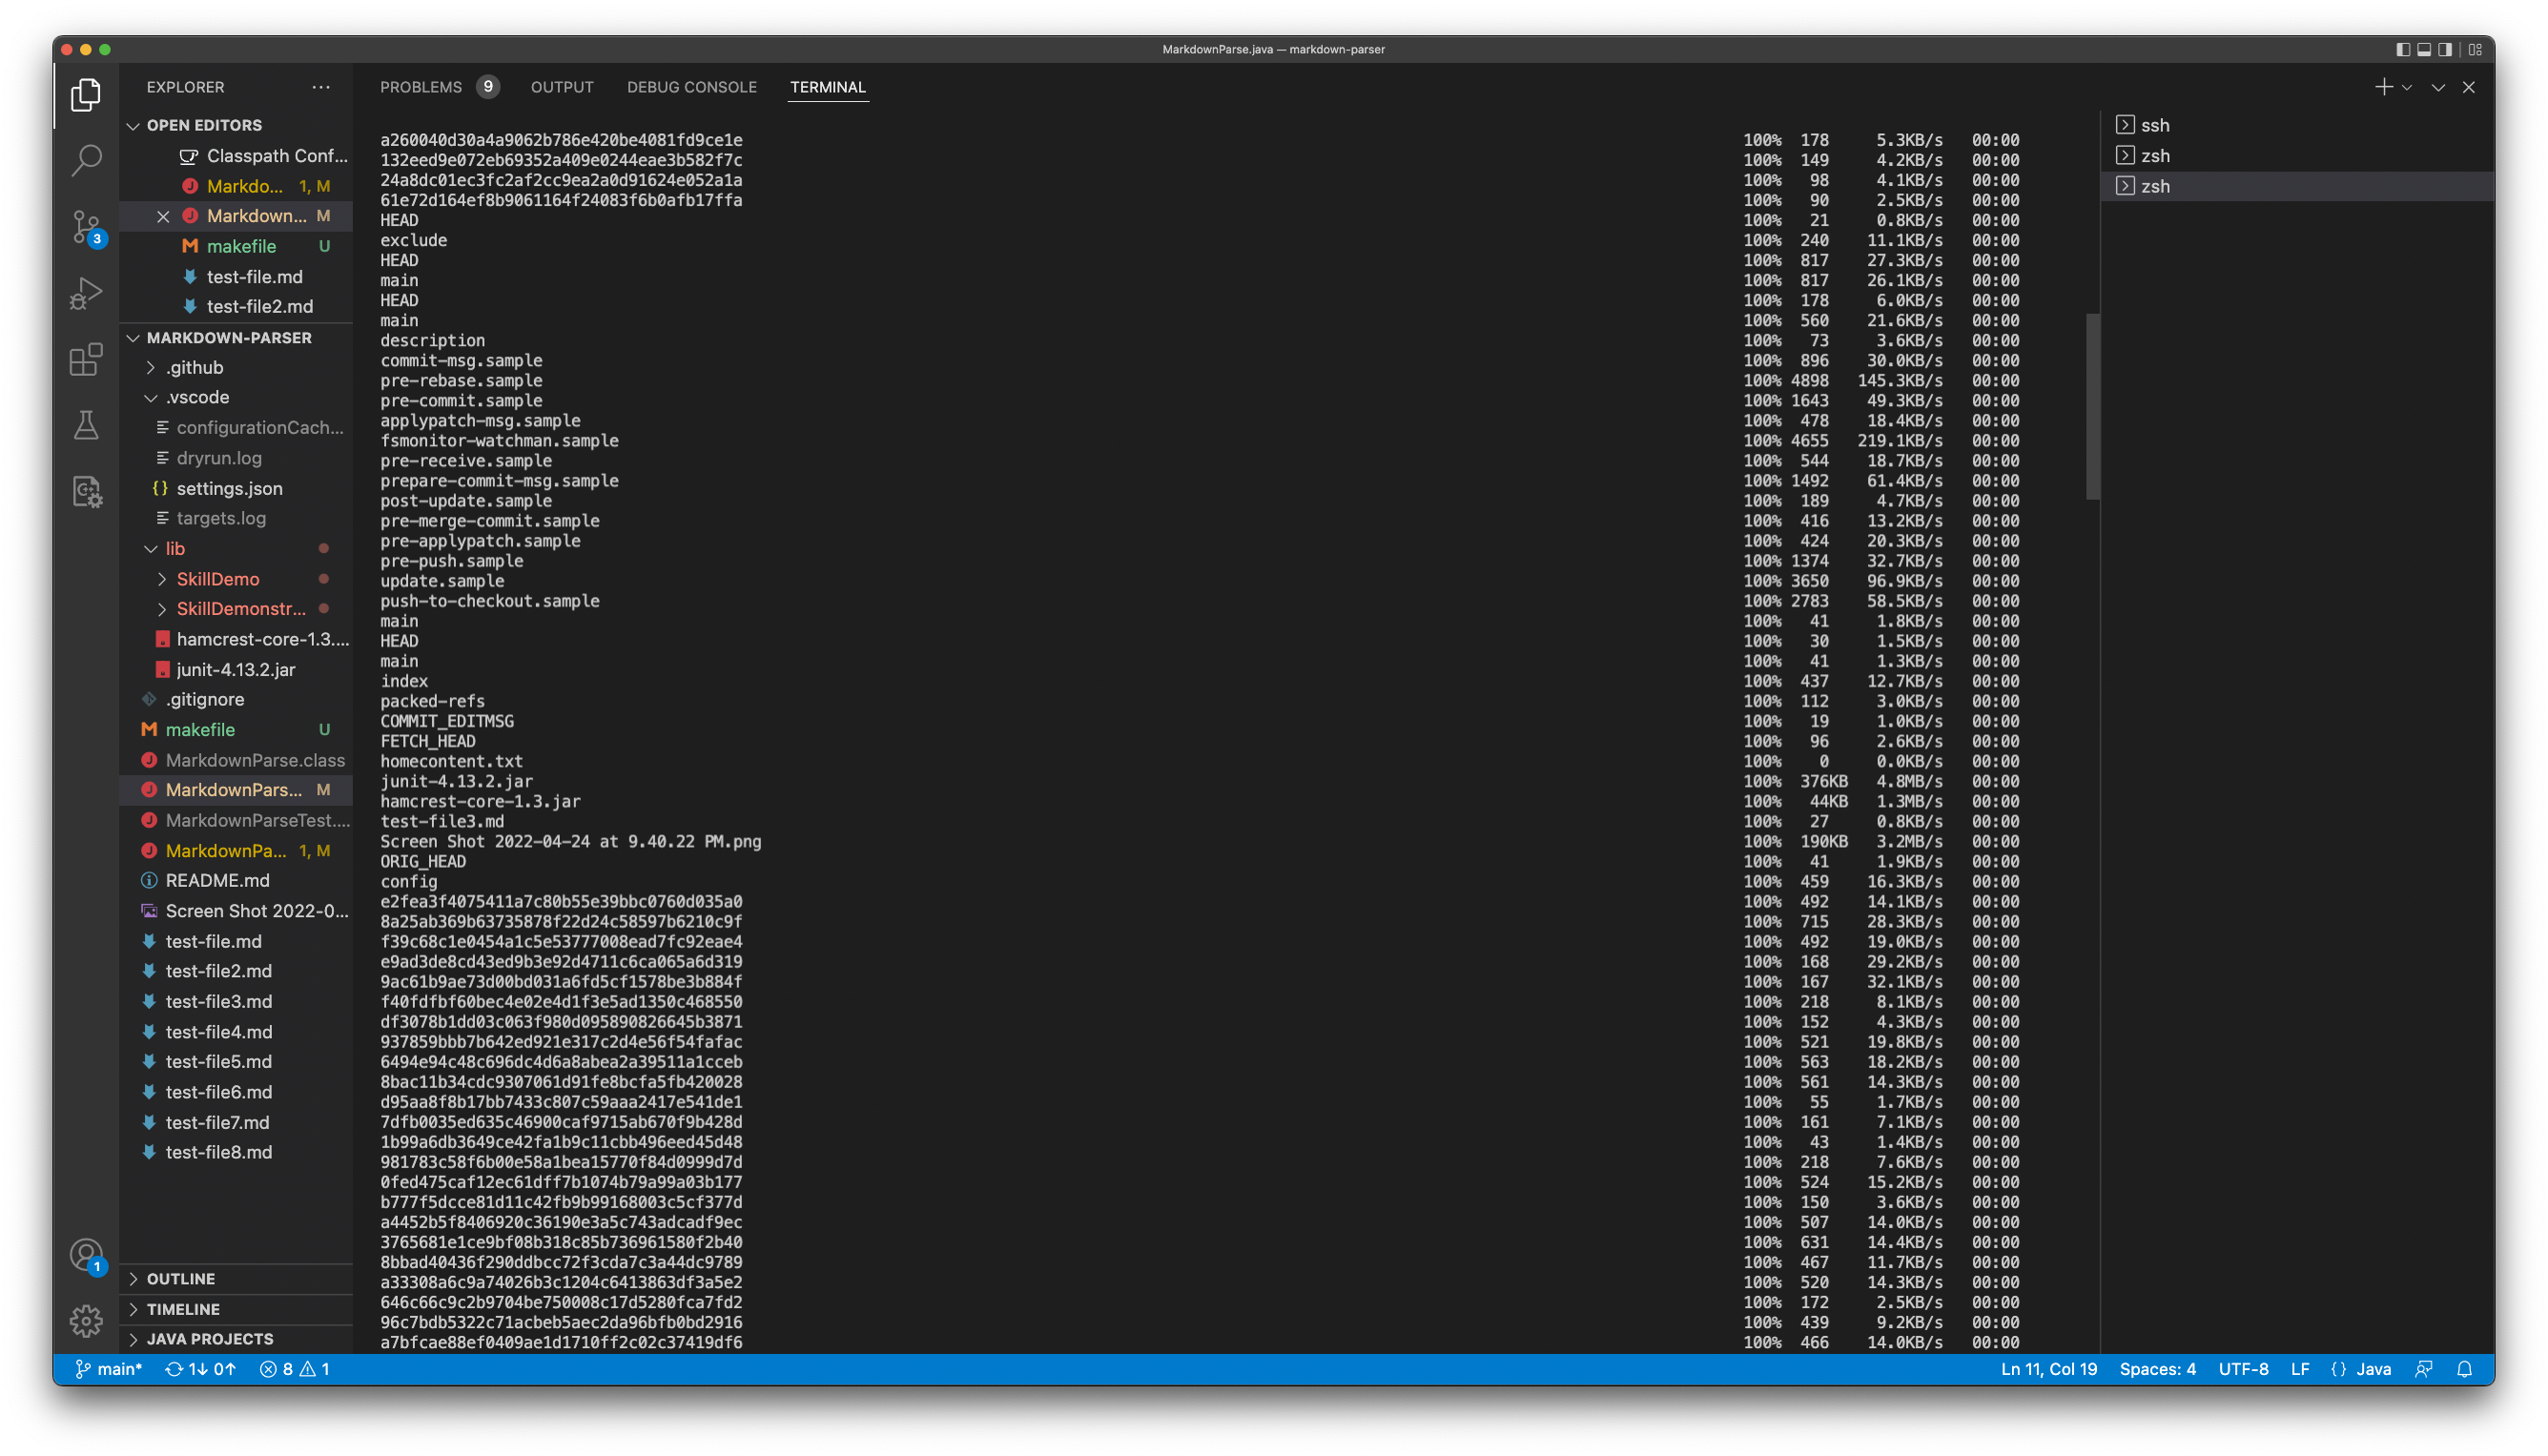 MarkdownParse.java — markdown-parser
EXPLORER
OPEN EDITORS
Classpath Conf...
Markdo... 1, M
Markdown... M
makefile U
test-file.md
test-file2.md
MARKDOWN-PARSER
.github
.vscode
configurationCach...
dryrun.log
settings.json
targets.log
lib
SkillDemo
SkillDemonstr...
hamcrest-core-1.3....
junit-4.13.2.jar
.gitignore
makefile U
MarkdownParse.class
MarkdownPars... M
MarkdownParseTest....
MarkdownPa... 1, M
README.md
Screen Shot 2022-0...
test-file.md
test-file2.md
test-file3.md
test-file4.md
test-file5.md
test-file6.md
test-file7.md
test-file8.md
OUTLINE
TIMELINE
JAVA PROJECTS
3
1
PROBLEMS 9 OUTPUT DEBUG CONSOLE TERMINAL
a260040d30a4a9062b786e420be4081fd9ce1e 100% 178 5.3KB/s 00:00
132eed9e072eb69352a409e0244eae3b582f7c 100% 149 4.2KB/s 00:00
24a8dc01ec3fc2af2cc9ea2a0d91624e052a1a 100% 98 4.1KB/s 00:00
61e72d164ef8b9061164f24083f6b0afb17ffa 100% 90 2.5KB/s 00:00
HEAD 100% 21 0.8KB/s 00:00
exclude 100% 240 11.1KB/s 00:00
HEAD 100% 817 27.3KB/s 00:00
main 100% 817 26.1KB/s 00:00
HEAD 100% 178 6.0KB/s 00:00
main 100% 560 21.6KB/s 00:00
description 100% 73 3.6KB/s 00:00
commit-msg.sample 100% 896 30.0KB/s 00:00
pre-rebase.sample 100% 4898 145.3KB/s 00:00
pre-commit.sample 100% 1643 49.3KB/s 00:00
applypatch-msg.sample 100% 478 18.4KB/s 00:00
fsmonitor-watchman.sample 100% 4655 219.1KB/s 00:00
pre-receive.sample 100% 544 18.7KB/s 00:00
prepare-commit-msg.sample 100% 1492 61.4KB/s 00:00
post-update.sample 100% 189 4.7KB/s 00:00
pre-merge-commit.sample 100% 416 13.2KB/s 00:00
pre-applypatch.sample 100% 424 20.3KB/s 00:00
pre-push.sample 100% 1374 32.7KB/s 00:00
update.sample 100% 3650 96.9KB/s 00:00
push-to-checkout.sample 100% 2783 58.5KB/s 00:00
main 100% 41 1.8KB/s 00:00
HEAD 100% 30 1.5KB/s 00:00
main 100% 41 1.3KB/s 00:00
index 100% 437 12.7KB/s 00:00
packed-refs 100% 112 3.0KB/s 00:00
COMMIT_EDITMSG 100% 19 1.0KB/s 00:00
FETCH_HEAD 100% 96 2.6KB/s 00:00
homecontent.txt 100% 0 0.0KB/s 00:00
junit-4.13.2.jar 100% 376KB 4.8MB/s 00:00
hamcrest-core-1.3.jar 100% 44KB 1.3MB/s 00:00
test-file3.md 100% 27 0.8KB/s 00:00
Screen Shot 2022-04-24 at 9.40.22 PM.png 100% 190KB 3.2MB/s 00:00
ORIG_HEAD 100% 41 1.9KB/s 00:00
config 100% 459 16.3KB/s 00:00
e2fea3f4075411a7c80b55e39bbc0760d035a0 100% 492 14.1KB/s 00:00
8a25ab369b63735878f22d24c58597b6210c9f 100% 715 28.3KB/s 00:00
f39c68c1e0454a1c5e53777008ead7fc92eae4 100% 492 19.0KB/s 00:00
e9ad3de8cd43ed9b3e92d4711c6ca065a6d319 100% 168 29.2KB/s 00:00
9ac61b9ae73d00bd031a6fd5cf1578be3b884f 100% 167 32.1KB/s 00:00
f40fdfbf60bec4e02e4d1f3e5ad1350c468550 100% 218 8.1KB/s 00:00
df3078b1dd03c063f980d095890826645b3871 100% 152 4.3KB/s 00:00
937859bbb7b642ed921e317c2d4e56f54fafac 100% 521 19.8KB/s 00:00
6494e94c48c696dc4d6a8abea2a39511a1cceb 100% 563 18.2KB/s 00:00
8bac11b34cdc9307061d91fe8bcfa5fb420028 100% 561 14.3KB/s 00:00
d95aa8f8b17bb7433c807c59aaa2417e541de1 100% 55 1.7KB/s 00:00
7dfb0035ed635c46900caf9715ab670f9b428d 100% 161 7.1KB/s 00:00
1b99a6db3649ce42fa1b9c11cbb496eed45d48 100% 43 1.4KB/s 00:00
981783c58f6b00e58a1bea15770f84d0999d7d 100% 218 7.6KB/s 00:00
0fed475caf12ec61dff7b1074b79a99a03b177 100% 524 15.2KB/s 00:00
b777f5dcce81d11c42fb9b99168003c5cf377d 100% 150 3.6KB/s 00:00
a4452b5f8406920c36190e3a5c743adcadf9ec 100% 507 14.0KB/s 00:00
3765681e1ce9bf08b318c85b736961580f2b40 100% 631 14.4KB/s 00:00
8bbad40436f290ddbcc72f3cda7c3a44dc9789 100% 467 11.7KB/s 00:00
a33308a6c9a74026b3c1204c6413863df3a5e2 100% 520 14.3KB/s 00:00
646c66c9c2b9704be750008c17d5280fca7fd2 100% 172 2.5KB/s 00:00
96c7bdb5322c71acbeb5aec2da96bfb0bd2916 100% 439 9.2KB/s 00:00
a7bfcae88ef0409ae1d1710ff2c02c37419df6 100% 466 14.0KB/s 00:00
ssh
zsh
zsh
main* 1↓ 0↑ 8 1 Ln 11, Col 19 Spaces: 4 UTF-8 LF {} Java